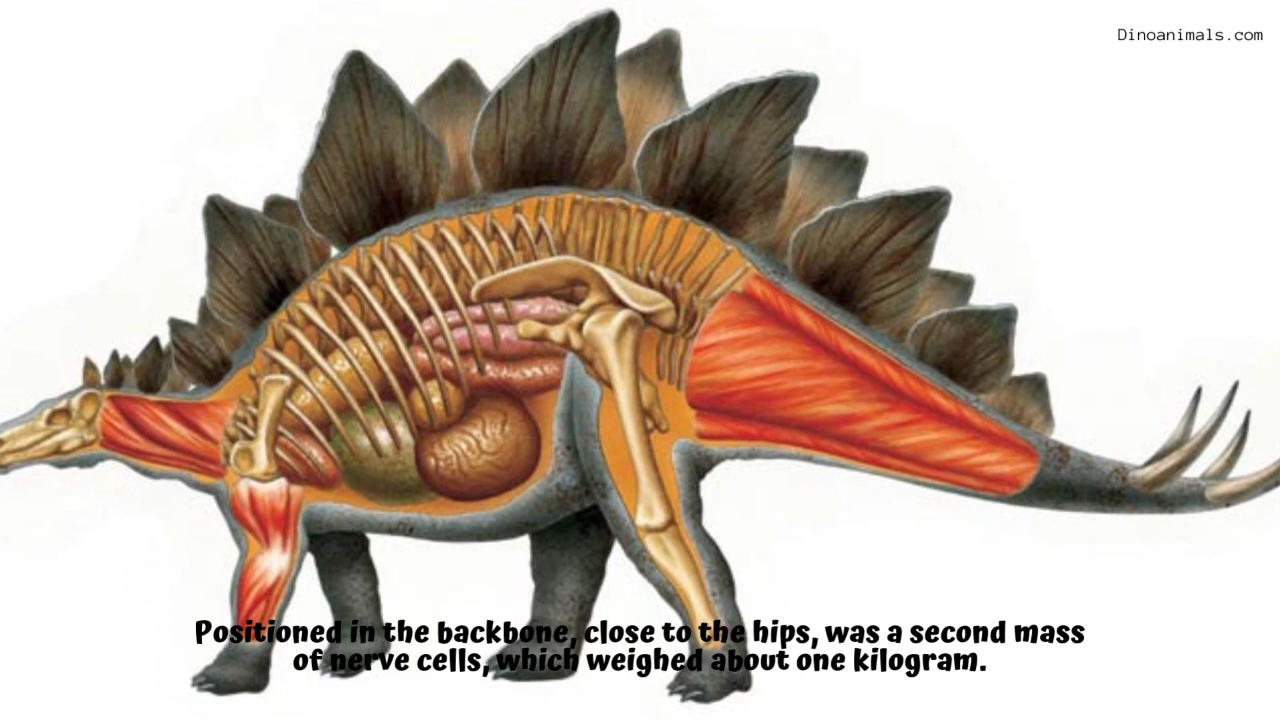 Dinoanimals.com
Positioned in the backbone, close to the hips, was a second mass
of nerve cells, which weighed about one kilogram.